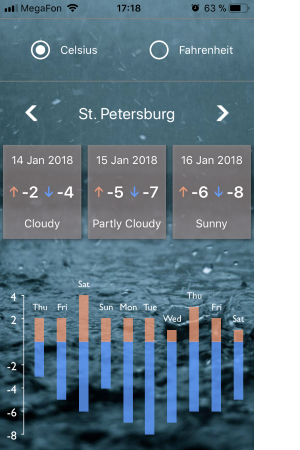 MegaFon 17:18 63 %
Celsius Fahrenheit
St. Petersburg
14 Jan 2018 15 Jan 2018 16 Jan 2018
↑-2 ↓-4 ↑-5 ↓-7 ↑-6 ↓-8
Cloudy Partly Cloudy Sunny
Sat
4 Thu
Thu Fri Sun Mon Tue Fri
2 Wed Sat
-2
-4
-6
-8